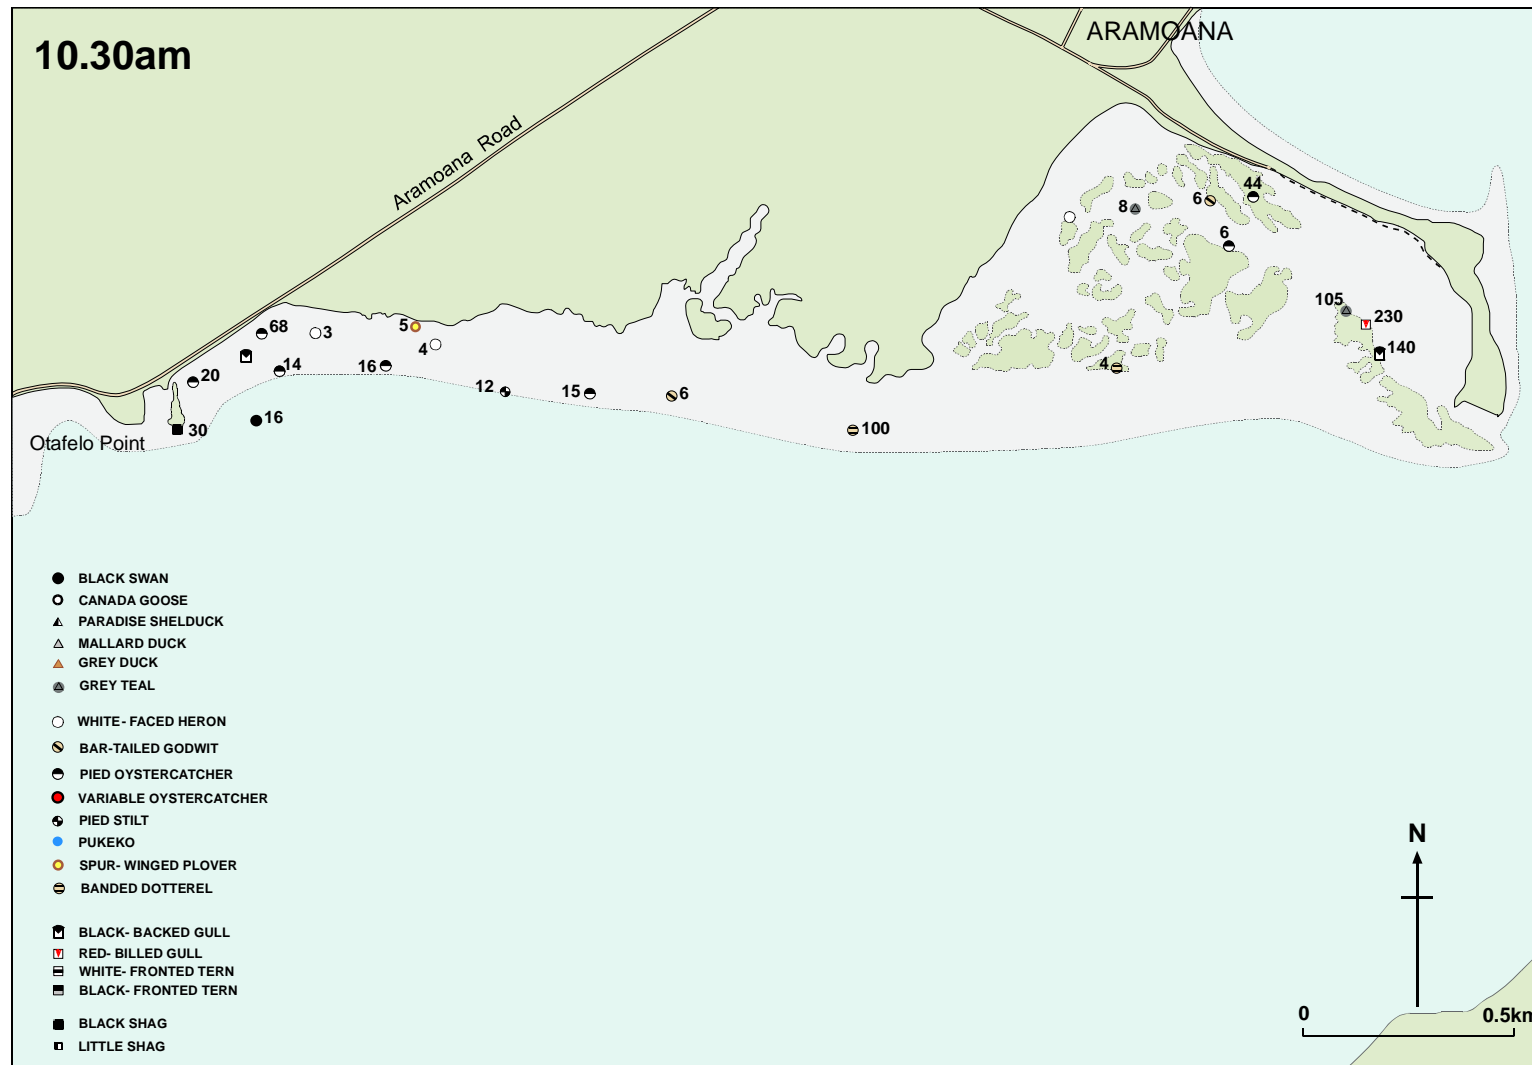 10.30am
ARAMOANA
Aramoana Road
44
8
6
6
105
230
140
68
3
5
4
16
14
20
12
15
6
4
16
30
100
Otafelo Point
BLACK SWAN
CANADA GOOSE
PARADISE SHELDUCK
MALLARD DUCK
GREY DUCK
GREY TEAL
WHITE- FACED HERON
BAR-TAILED GODWIT
PIED OYSTERCATCHER
VARIABLE OYSTERCATCHER
PIED STILT
PUKEKO
SPUR- WINGED PLOVER
BANDED DOTTEREL
BLACK- BACKED GULL
RED- BILLED GULL
WHITE- FRONTED TERN
BLACK- FRONTED TERN
BLACK SHAG
LITTLE SHAG
N
0 0.5km